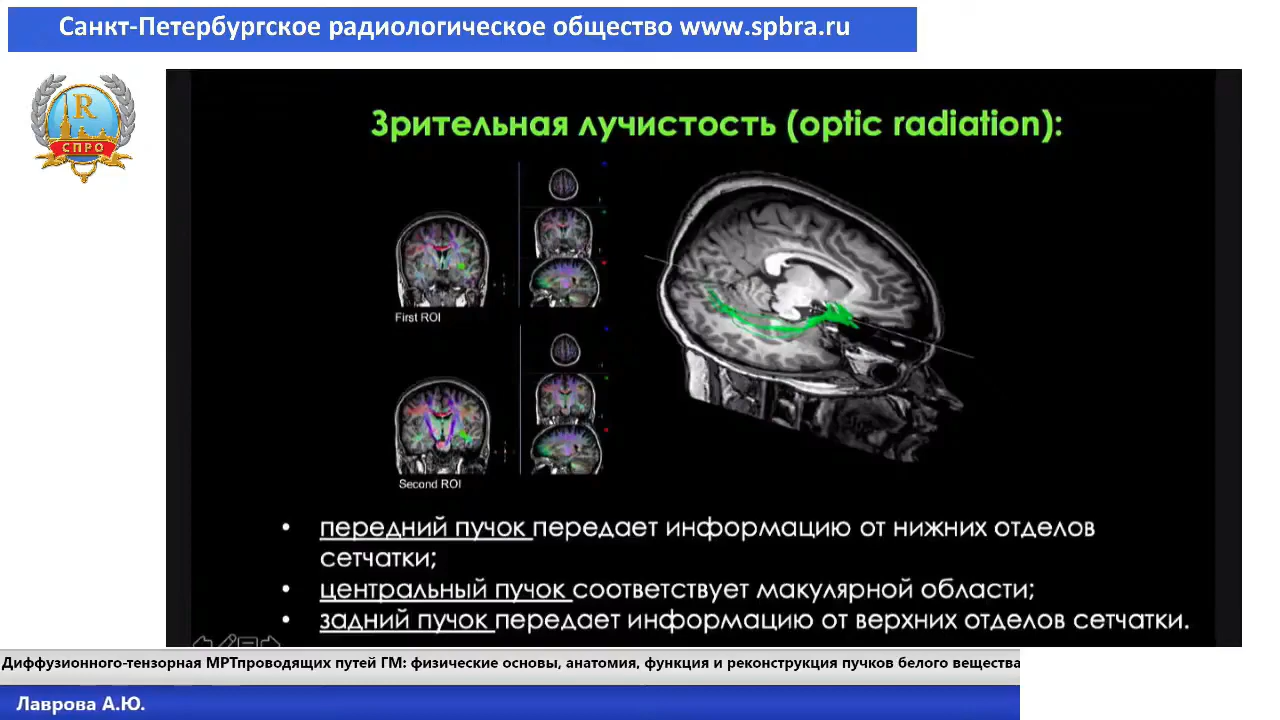 Санкт-Петербургское радиологическое общество www.spbra.ru
R
СПРО
Зрительная лучистость (optic radiation):
First ROI
Second ROI
• передний пучок передает информацию от нижних отделов
сетчатки;
• центральный пучок соответствует макулярной области;
• задний пучок передает информацию от верхних отделов сетчатки.
Диффузионного-тензорная МРТпроводящих путей ГМ: физические основы, анатомия, функция и реконструкция пучков белого вещества
Лаврова А.Ю.